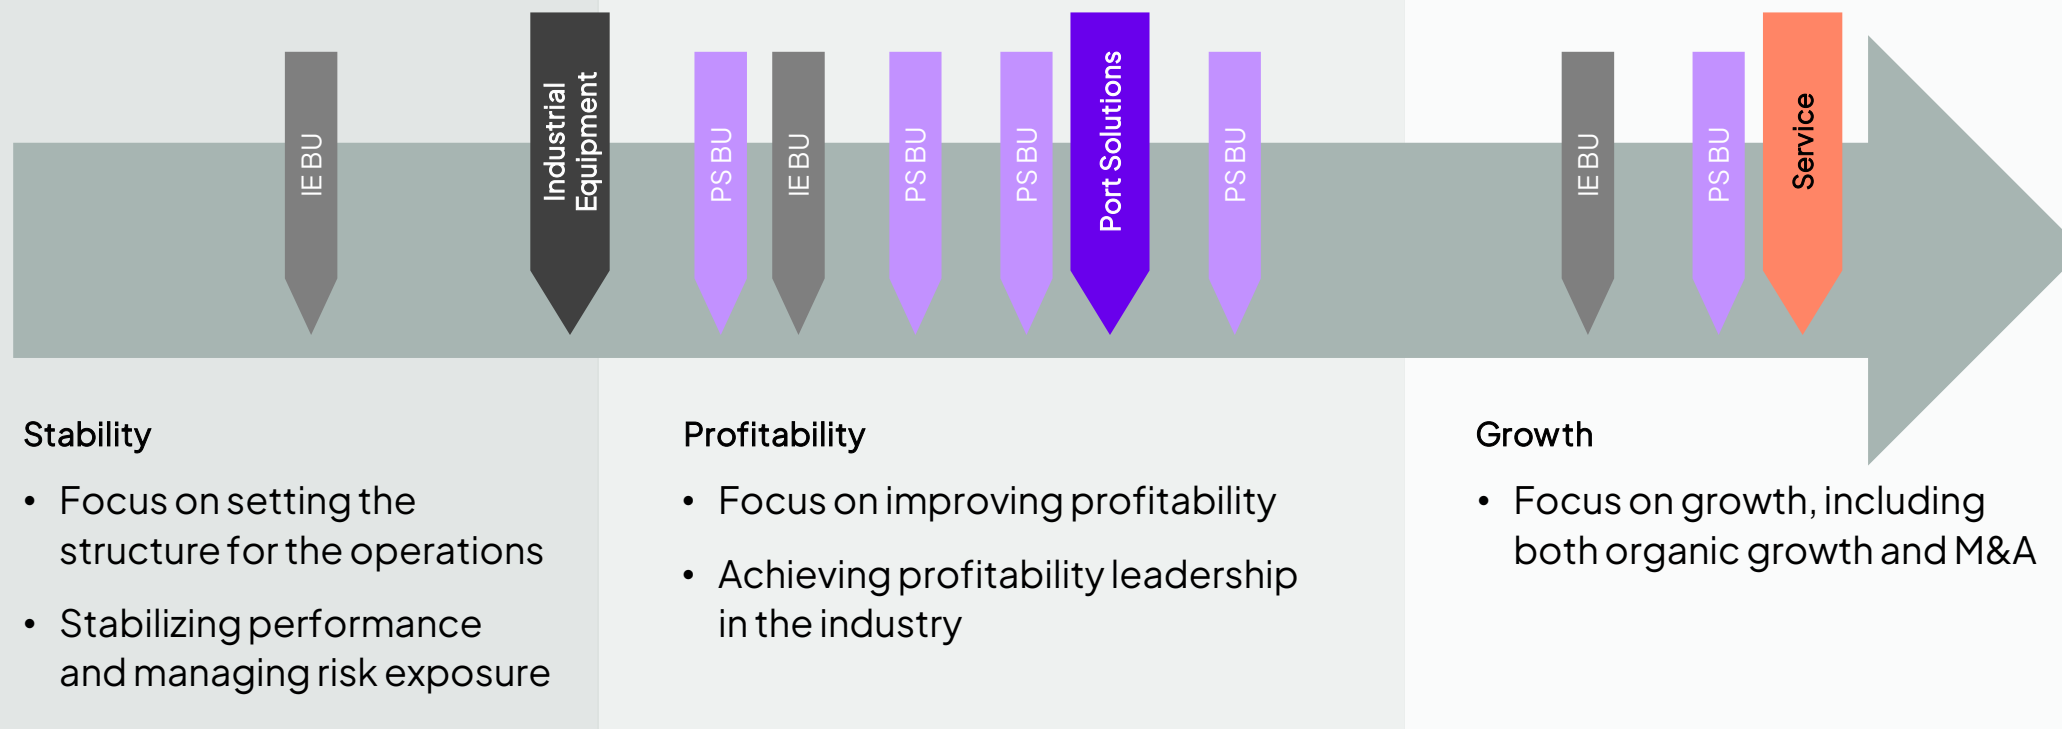 IE BU
Industrial
Equipment
PS BU
IE BU
PS BU
PS BU
Port Solutions
PS BU
IE BU
PS BU
Service
Stability
• Focus on setting the
structure for the operations
• Stabilizing performance
and managing risk exposure
Profitability
• Focus on improving profitability
• Achieving profitability leadership
in the industry
Growth
• Focus on growth, including
both organic growth and M&A